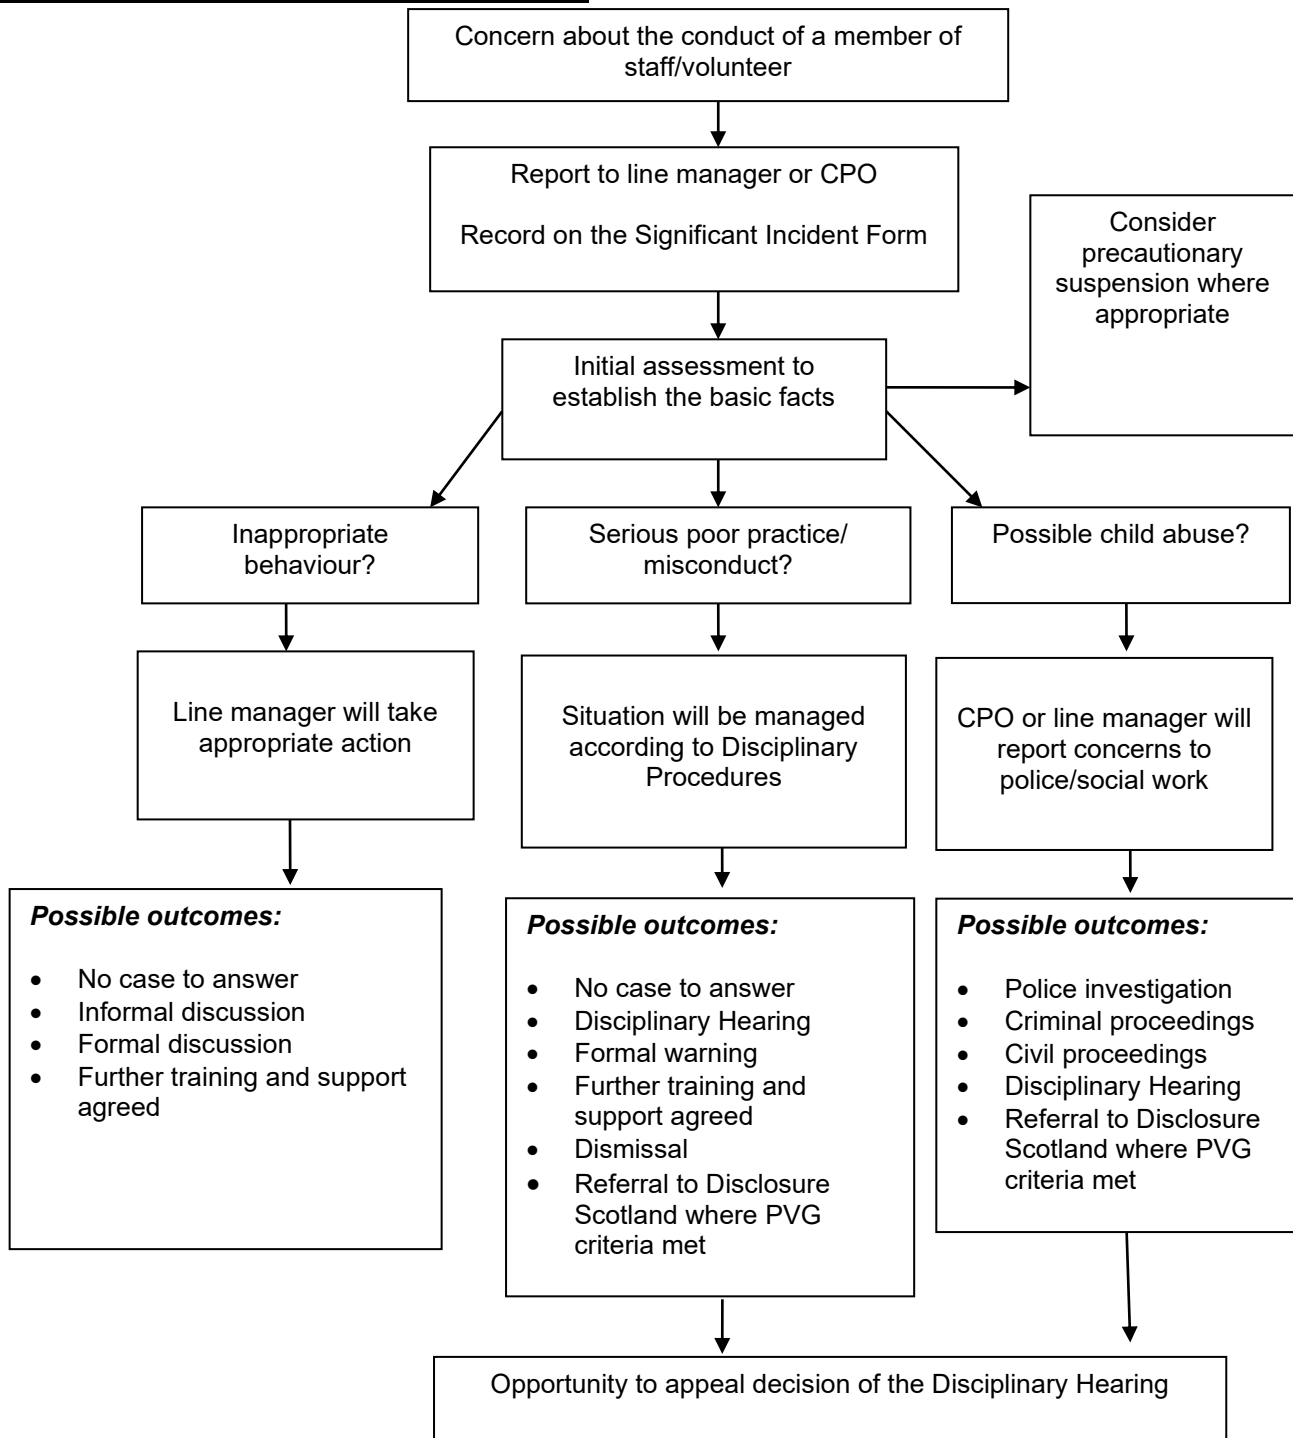 Concern about the conduct of a member of
staff/volunteer
Report to line manager or CPO
Record on the Significant Incident Form
Consider
precautionary
suspension where
appropriate
Initial assessment to
establish the basic facts
Inappropriate
behaviour?
Serious poor practice/
misconduct?
Possible child abuse?
Line manager will take
appropriate action
Situation will be managed
according to Disciplinary
Procedures
CPO or line manager will
report concerns to
police/social work
Possible outcomes:
• No case to answer
• Informal discussion
• Formal discussion
• Further training and support
agreed
Possible outcomes:
• No case to answer
• Disciplinary Hearing
• Formal warning
• Further training and
support agreed
• Dismissal
• Referral to Disclosure
Scotland where PVG
criteria met
Possible outcomes:
• Police investigation
• Criminal proceedings
• Civil proceedings
• Disciplinary Hearing
• Referral to Disclosure
Scotland where PVG
criteria met
Opportunity to appeal decision of the Disciplinary Hearing